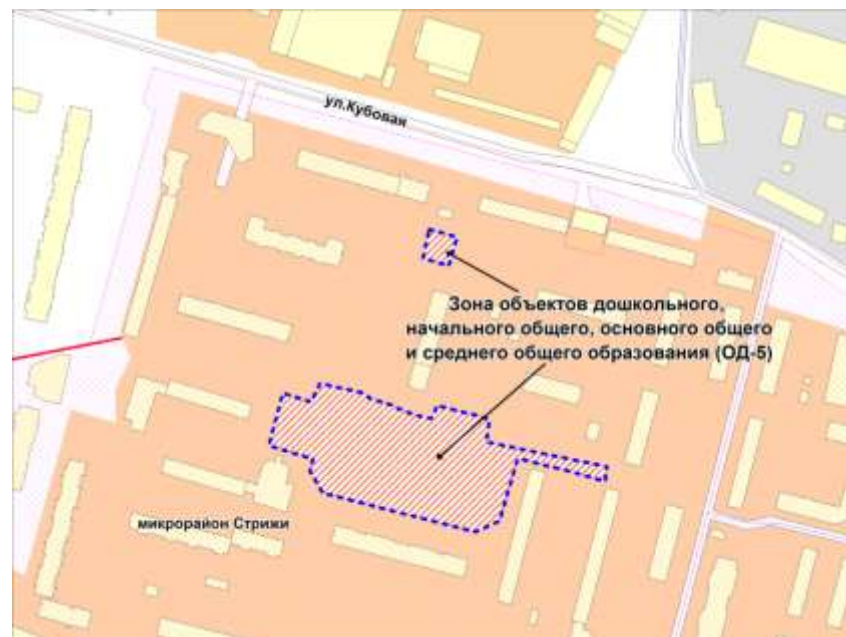 ул.Кубовая
Зона объектов дошкольного,
начального общего, основного общего
и среднего общего образования (ОД-5)
микрорайон Стрижи